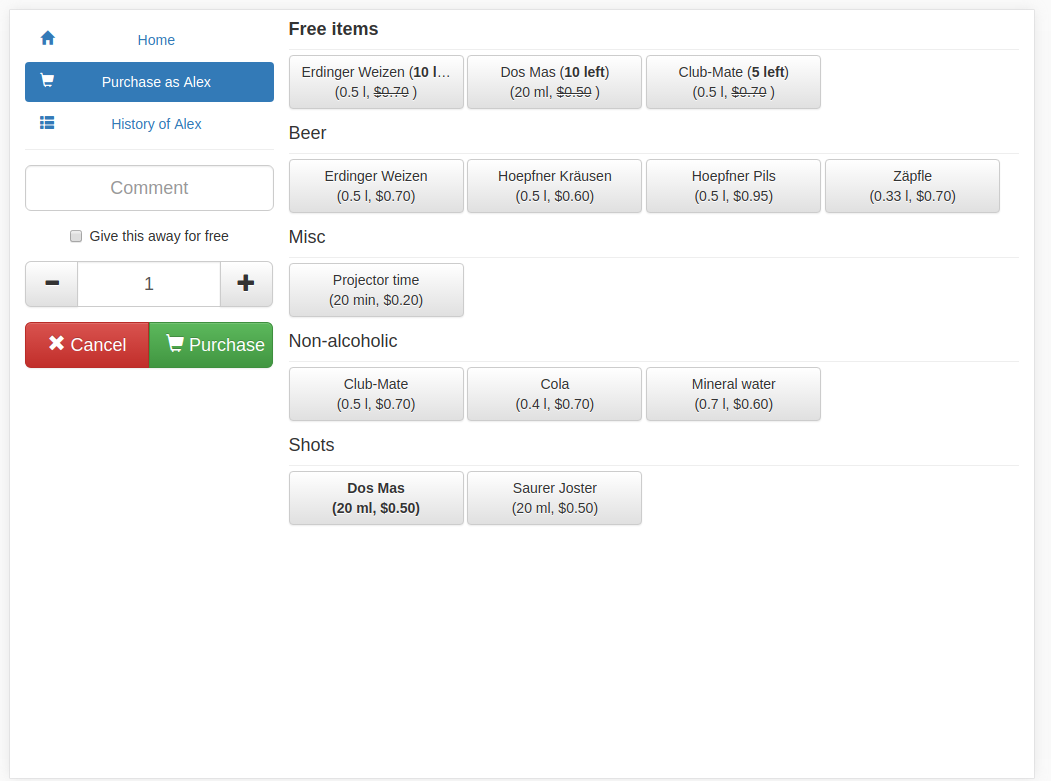 Home
Purchase as Alex
History of Alex
Comment
Give this away for free
1
Cancel
Purchase
Free items
Erdinger Weizen (10 l...
(0.5 l, $0.70 )
Dos Mas (10 left)
(20 ml, $0.50 )
Club-Mate (5 left)
(0.5 l, $0.70 )
Beer
Erdinger Weizen
(0.5 l, $0.70)
Hoepfner Kräusen
(0.5 l, $0.60)
Hoepfner Pils
(0.5 l, $0.95)
Zäpfle
(0.33 l, $0.70)
Misc
Projector time
(20 min, $0.20)
Non-alcoholic
Club-Mate
(0.5 l, $0.70)
Cola
(0.4 l, $0.70)
Mineral water
(0.7 l, $0.60)
Shots
Dos Mas
(20 ml, $0.50)
Saurer Joster
(20 ml, $0.50)